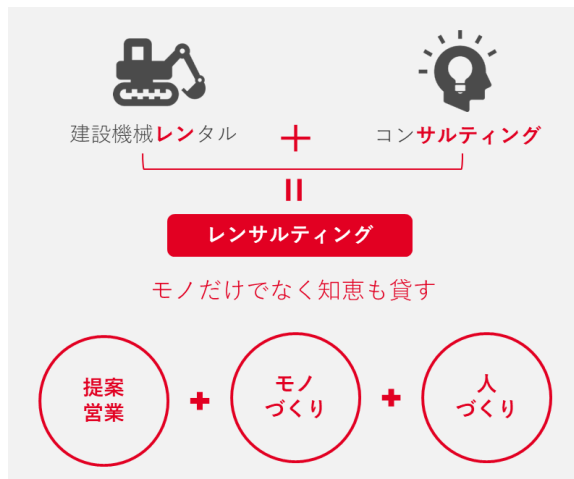 建設機械レンタル
＋
コンサルティング
レンサルティング
モノだけでなく知恵も貸す
提案
営業
＋
モノ
づくり
＋
人
づくり